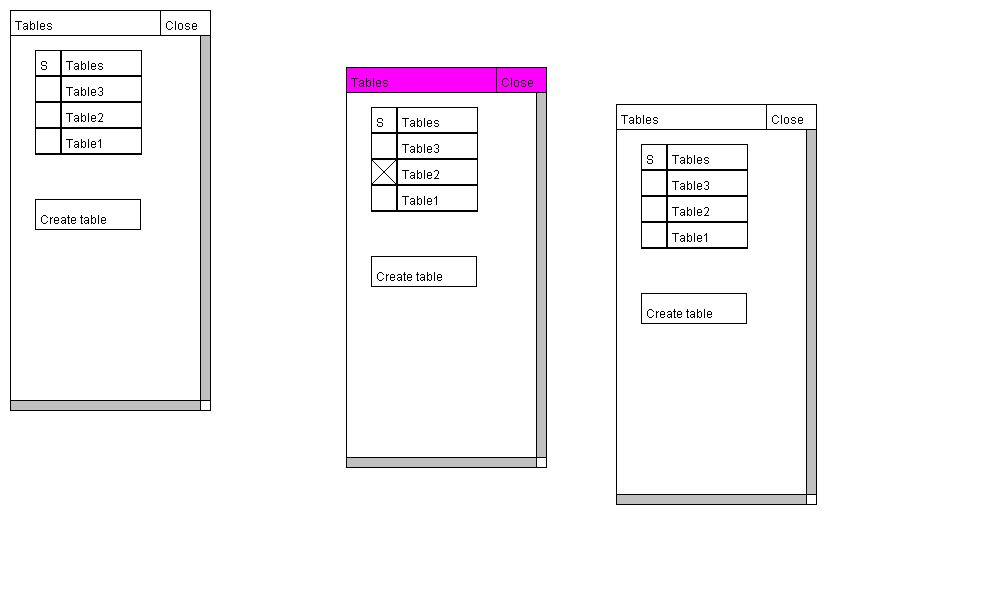 Tables Close
S Tables
Table3
Table2
Table1
Create table
Tables Close
S Tables
Table3
Table2
Table1
Create table
Tables Close
S Tables
Table3
Table2
Table1
Create table